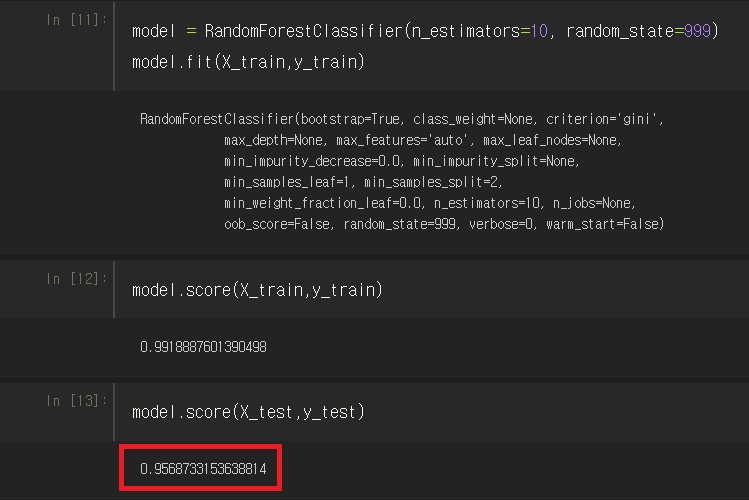 In [11]:
model = RandomForestClassifier(n_estimators=10, random_state=999)
model.fit(X_train,y_train)
RandomForestClassifier(bootstrap=True, class_weight=None, criterion='gini',
max_depth=None, max_features='auto', max_leaf_nodes=None,
min_impurity_decrease=0.0, min_impurity_split=None,
min_samples_leaf=1, min_samples_split=2,
min_weight_fraction_leaf=0.0, n_estimators=10, n_jobs=None,
oob_score=False, random_state=999, verbose=0, warm_start=False)
In [12]:
model.score(X_train,y_train)
0.9918887601390498
In [13]:
model.score(X_test,y_test)
0.9568733153638814